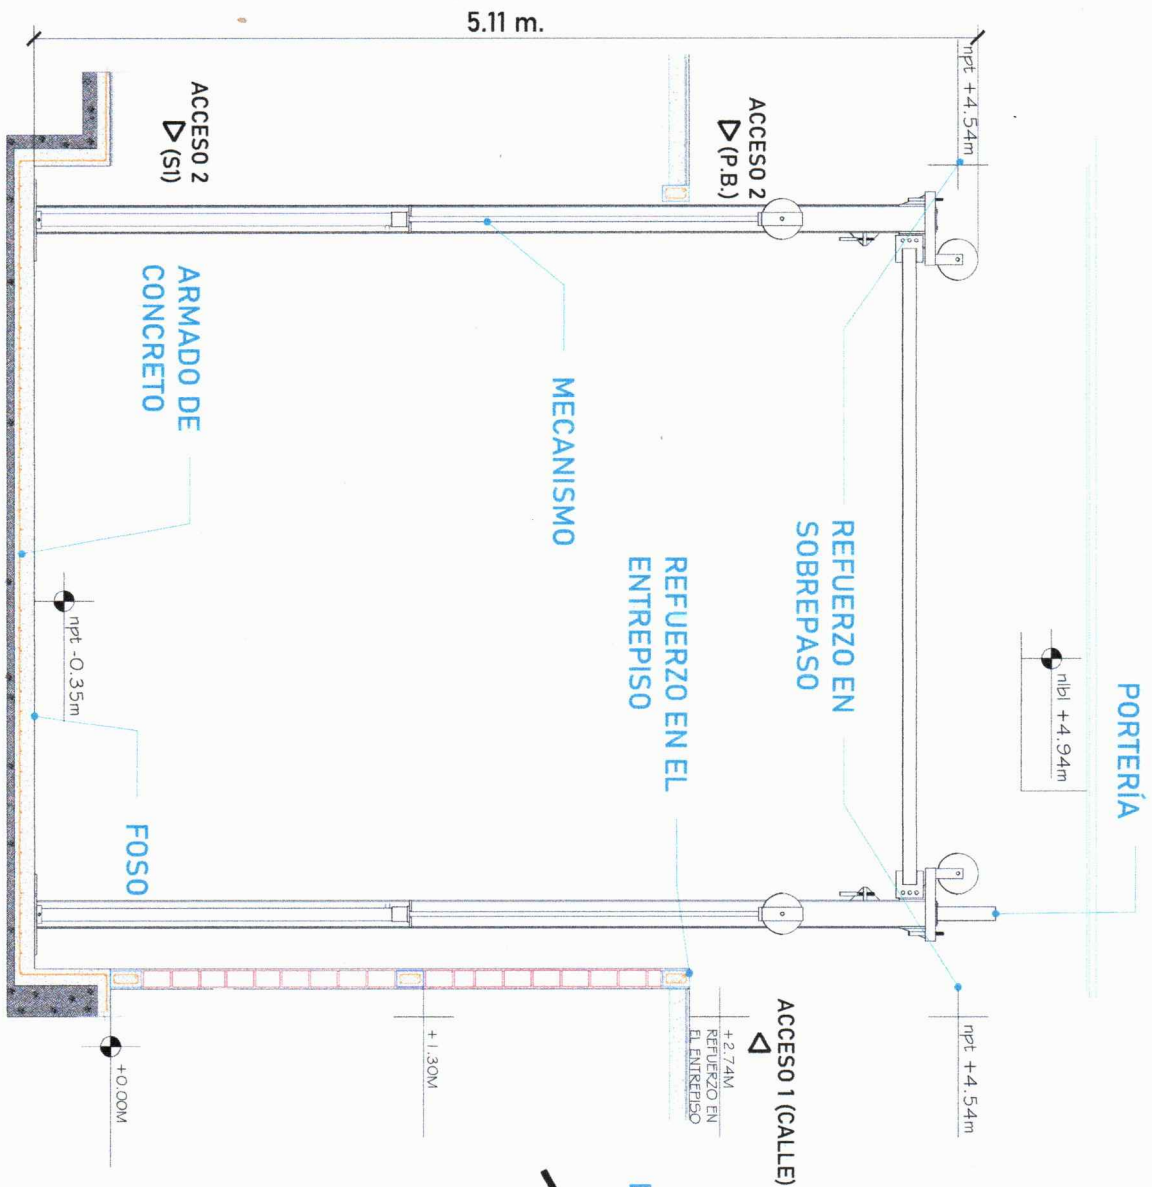 5.11 m.
npt +4.54m
ACCESO 2
(S1)
ACCESO 2
(P.B.)
ARMADO DE
CONCRETO
MECANISMO
REFUERZO EN
SOBREPASO
REFUERZO EN EL
ENTREPISO
PORTERÍA
nlbl +4.94m
npt -0.35m
FOSO
npt +4.54m
ACCESO 1 (CALLE)
+2.74M
REFUERZO EN
EL ENTREPISO
+1.30M
+0.00M